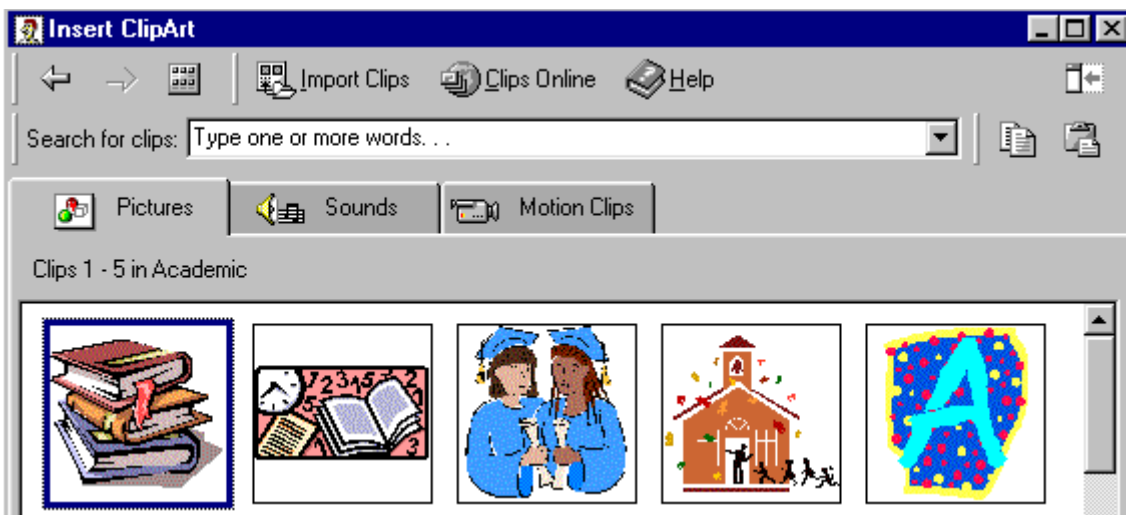 Insert ClipArt
Import Clips Clips Online Help
Search for clips: Type one or more words. . .
Pictures Sounds Motion Clips
Clips 1 - 5 in Academic
A